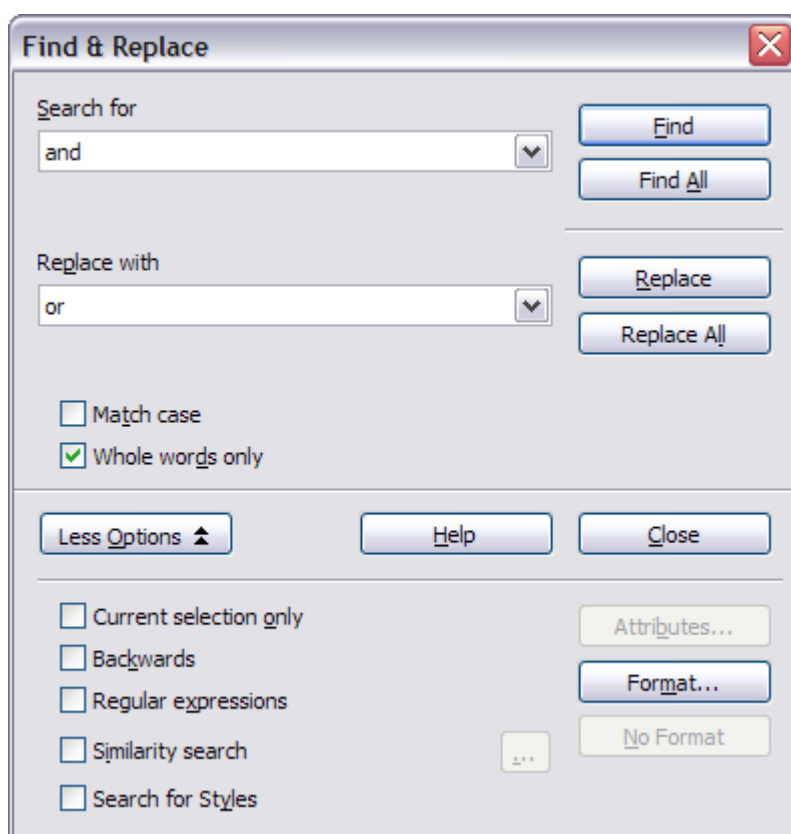 Find & Replace
Search for
and
Find
Find All
Replace with
or
Replace
Replace All
Match case
Whole words only
Less Options
Help
Close
Current selection only
Backwards
Regular expressions
Similarity search
...
Search for Styles
Attributes...
Format...
No Format